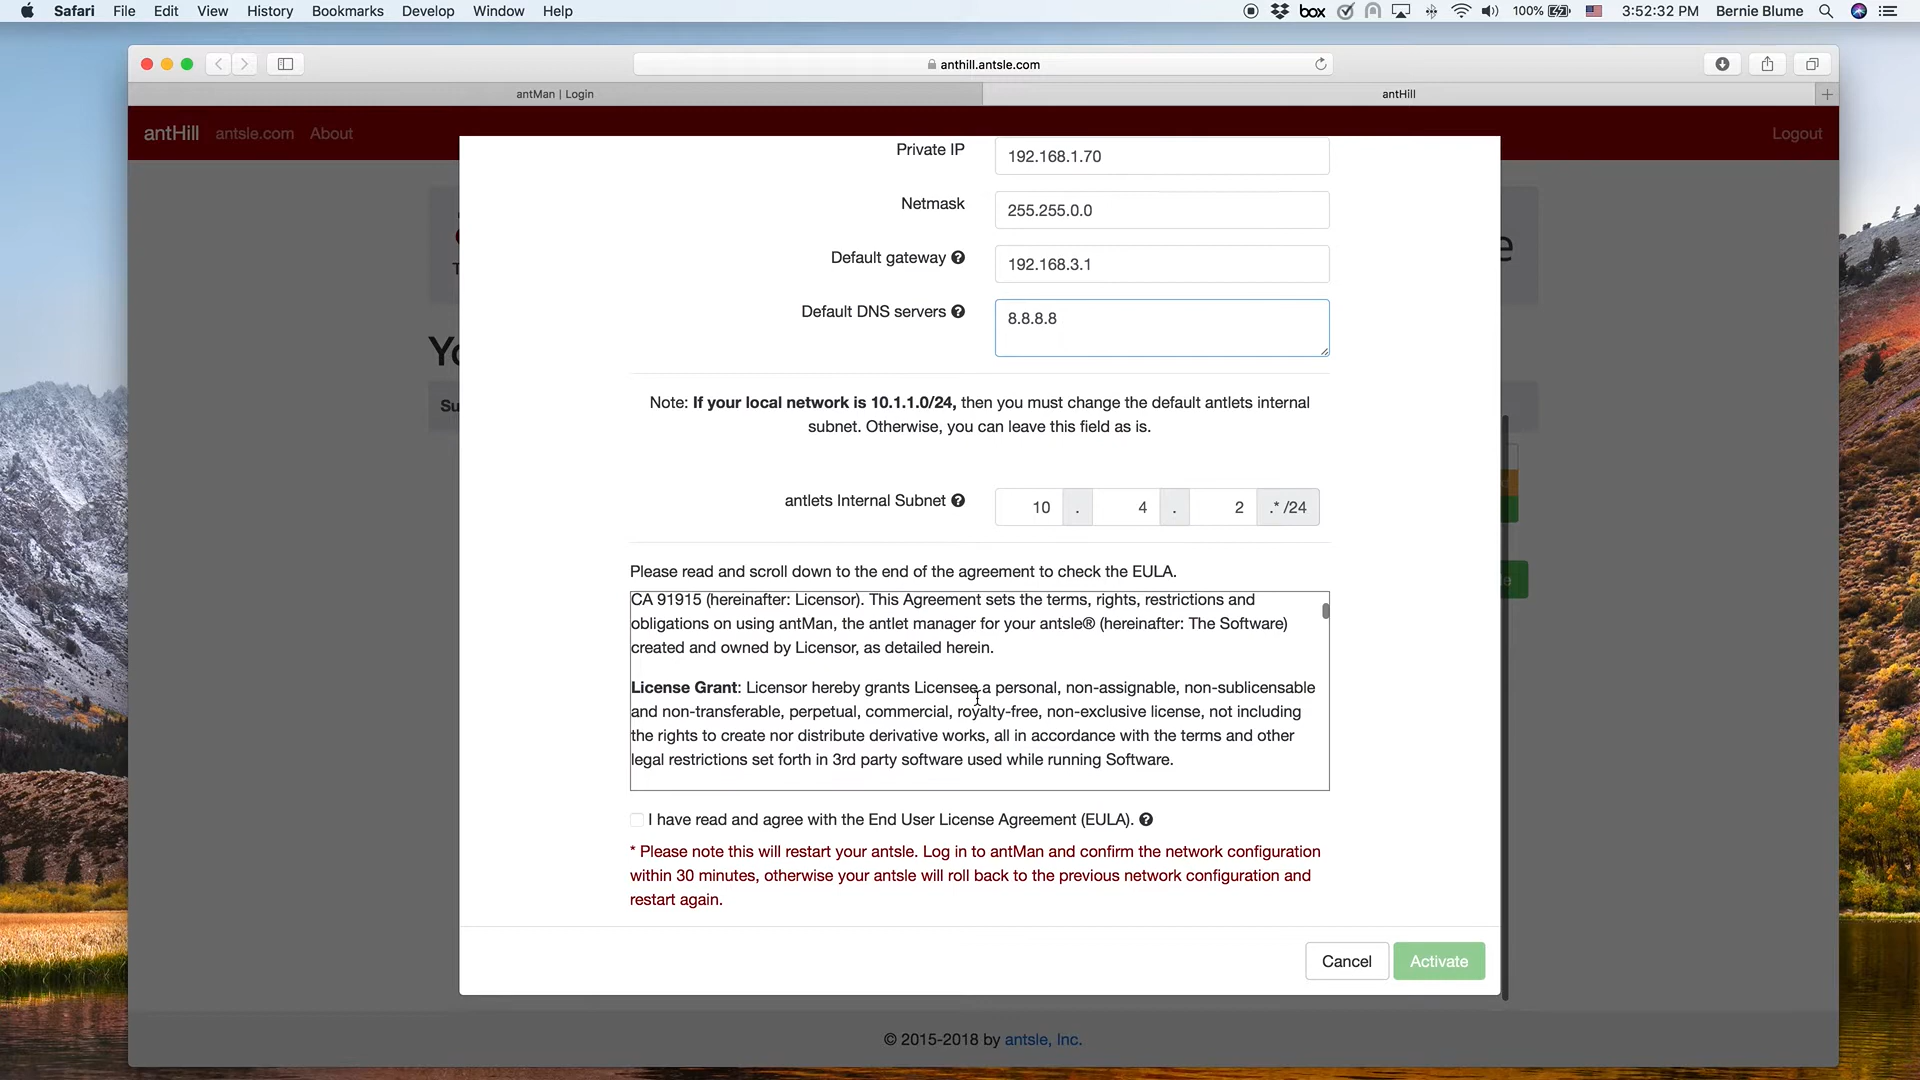 Safari File Edit View History Bookmarks Develop Window Help box 100% 3:52:32 PM Bernie Blume
anthill.antsle.com
antMan | Login antHill
antHill antsle.com About Logout
Private IP 192.168.1.70
Netmask 255.255.0.0
Default gateway 192.168.3.1
Default DNS servers 8.8.8.8
Note: If your local network is 10.1.1.0/24, then you must change the default antlets internal
subnet. Otherwise, you can leave this field as is.
antlets Internal Subnet 10 . 4 . 2 .* /24
Please read and scroll down to the end of the agreement to check the EULA.
CA 91915 (hereinafter: Licensor). This Agreement sets the terms, rights, restrictions and
obligations on using antMan, the antlet manager for your antsle® (hereinafter: The Software)
created and owned by Licensor, as detailed herein.
License Grant: Licensor hereby grants Licensee a personal, non-assignable, non-sublicensable
and non-transferable, perpetual, commercial, royalty-free, non-exclusive license, not including
the rights to create nor distribute derivative works, all in accordance with the terms and other
legal restrictions set forth in 3rd party software used while running Software.
I have read and agree with the End User License Agreement (EULA).
* Please note this will restart your antsle. Log in to antMan and confirm the network configuration
within 30 minutes, otherwise your antsle will roll back to the previous network configuration and
restart again.
Cancel Activate
© 2015-2018 by antsle, Inc.